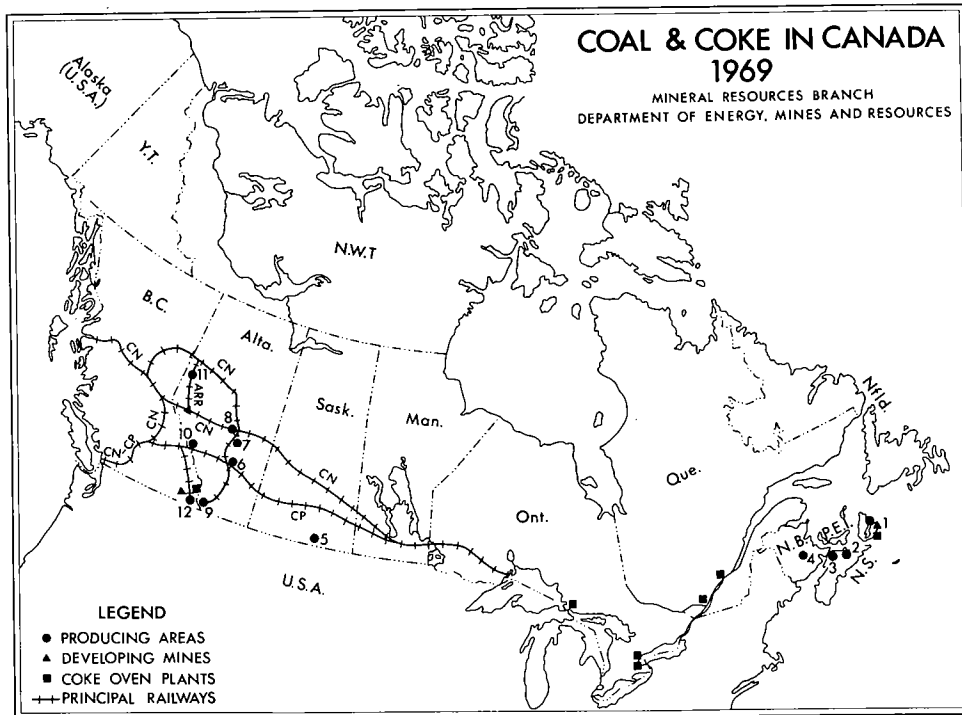 COAL & COKE IN CANADA
1969
MINERAL RESOURCES BRANCH
DEPARTMENT OF ENERGY, MINES AND RESOURCES
Alaska
(U.S.A.)
Y.T.
N.W.T
B.C.
Alta.
Sask.
Man.
Ont.
Que.
Nfld.
N.B.
P.E.I.
N.S.
U.S.A.
CN
CN
CN
ARR
11
8
CN
7
10
6
CP
CN
CN
12
9
CP
5
1
2
3
4
LEGEND
PRODUCING AREAS
DEVELOPING MINES
COKE OVEN PLANTS
PRINCIPAL RAILWAYS